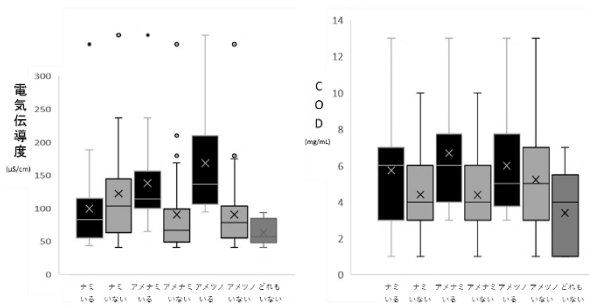 電気伝導度
(μS/cm)
300
250
200
150
100
50
0
ナミ いる
ナミ いない
アメナミ いる
アメナミ いない
アメツノ いる
アメツノ いない
どれも いない
COD
(mg/mL)
14
12
10
8
6
4
2
0
ナミ いる
ナミ いない
アメナミ いる
アメナミ いない
アメツノ いる
アメツノ いない
どれも いない